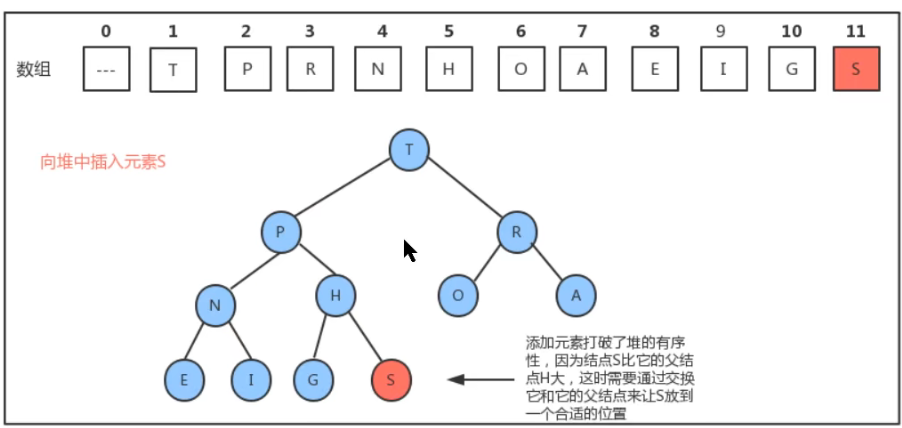 0 1 2 3 4 5 6 7 8 9 10 11
数组 --- T P R N H O A E I G S
向堆中插入元素S
T
P R
N H O A
E I G S
添加元素打破了堆的有序
性，因为结点S比它的父结
点H大，这时需要通过交换
它和它的父结点来让S放到
一个合适的位置